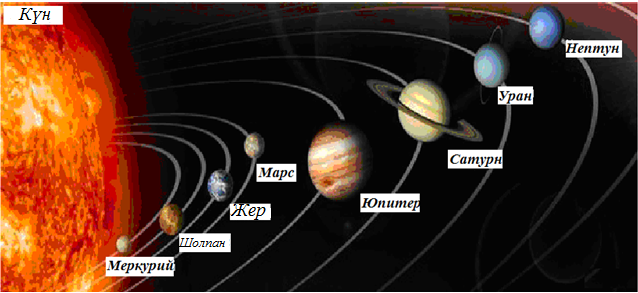 Күн
Нептун
Уран
Сатурн
Марс
Юпитер
Жер
Шолпан
Меркурий